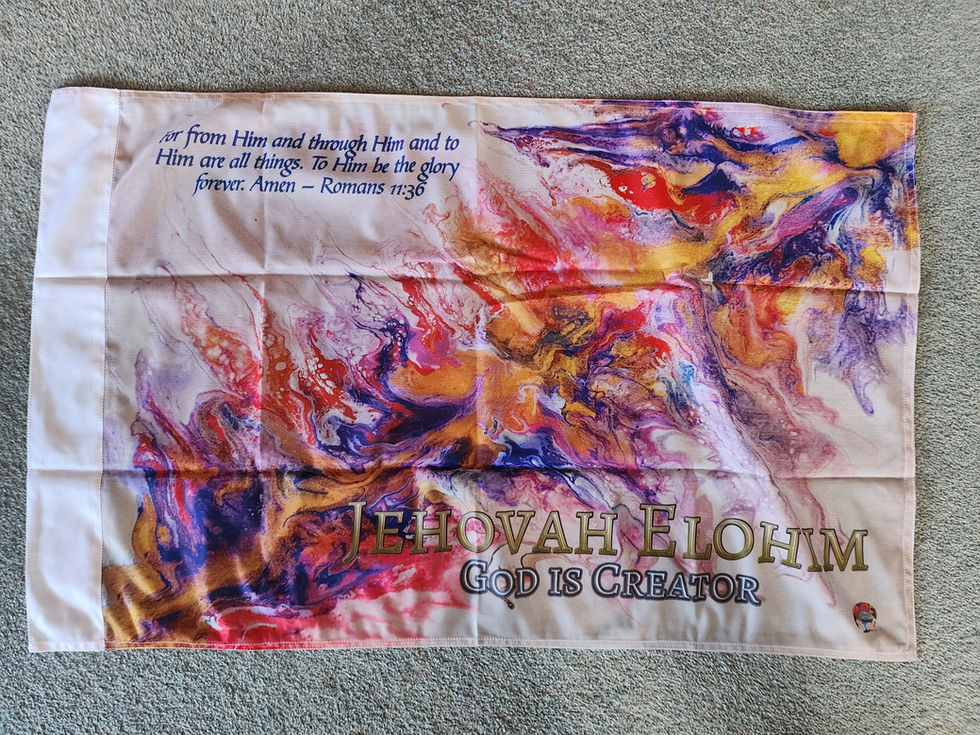 for from Him and through Him and to
Him are all things. To Him be the glory
forever. Amen – Romans 11:36
JEHOVAH ELOHIM
GOD IS CREATOR